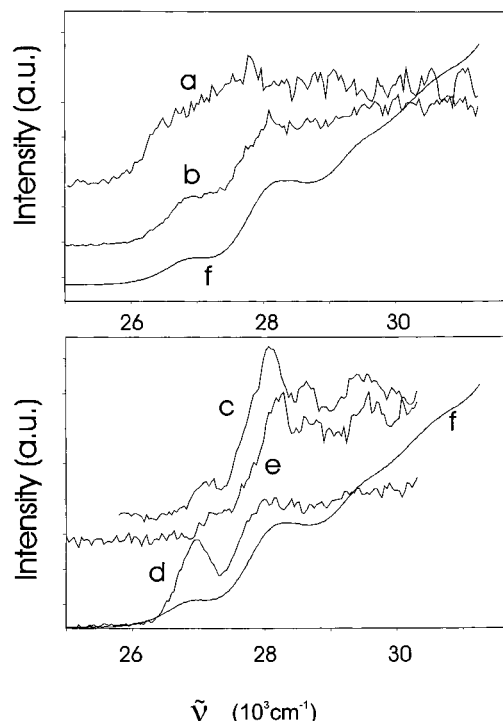 Intensity (a.u.)
a
b
f
26 28 30
Intensity (a.u.)
c
f
e
d
26 28 30
ν̃ (10³cm⁻¹)